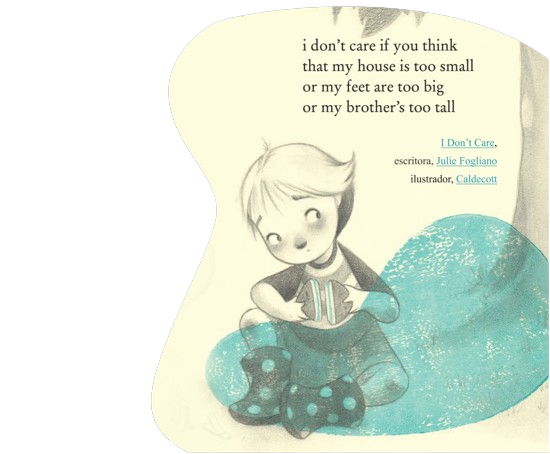 i don’t care if you think
that my house is too small
or my feet are too big
or my brother’s too tall
I Don’t Care,
escritora, Julie Fogliano
ilustrador, Caldecott